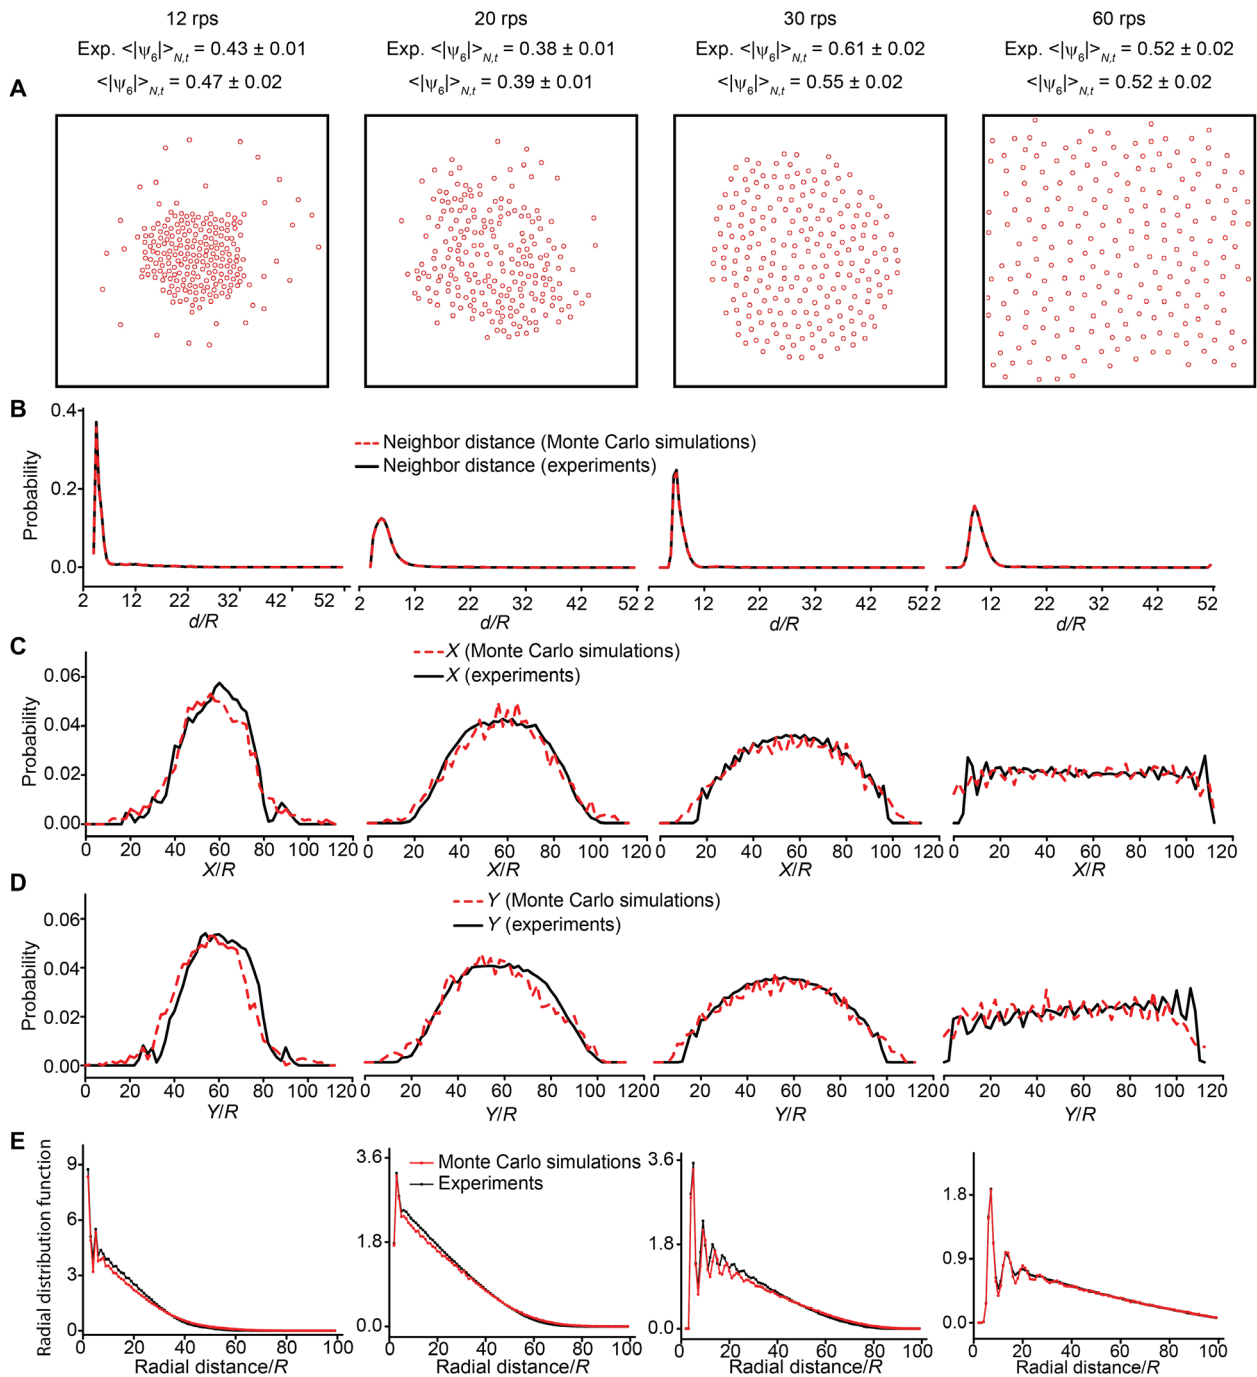 12 rps 20 rps 30 rps 60 rps
Exp. <|ψ6|>N,t = 0.43 ± 0.01 Exp. <|ψ6|>N,t = 0.38 ± 0.01 Exp. <|ψ6|>N,t = 0.61 ± 0.02 Exp. <|ψ6|>N,t = 0.52 ± 0.02
<|ψ6|>N,t = 0.47 ± 0.02 <|ψ6|>N,t = 0.39 ± 0.01 <|ψ6|>N,t = 0.55 ± 0.02 <|ψ6|>N,t = 0.52 ± 0.02
A
B
0.4
0.2
0.0
Probability
Neighbor distance (Monte Carlo simulations)
Neighbor distance (experiments)
2 12 22 32 42 52 2 12 22 32 42 52 2 12 22 32 42 52 2 12 22 32 42 52
d/R d/R d/R d/R
C
X (Monte Carlo simulations)
X (experiments)
0.06
0.04
0.02
0.00
Probability
0 20 40 60 80 100 120 0 20 40 60 80 100 120 0 20 40 60 80 100 120 0 20 40 60 80 100 120
X/R X/R X/R X/R
D
Y (Monte Carlo simulations)
Y (experiments)
0.06
0.04
0.02
0.00
Probability
0 20 40 60 80 100 120 0 20 40 60 80 100 120 0 20 40 60 80 100 120 0 20 40 60 80 100 120
Y/R Y/R Y/R Y/R
E
Radial distribution function
9
6
3
0
3.6
1.8
0.0
Monte Carlo simulations
Experiments
3.6
1.8
0.0
1.8
0.9
0.0
0 20 40 60 80 100 0 20 40 60 80 100 0 20 40 60 80 100 0 20 40 60 80 100
Radial distance/R Radial distance/R Radial distance/R Radial distance/R